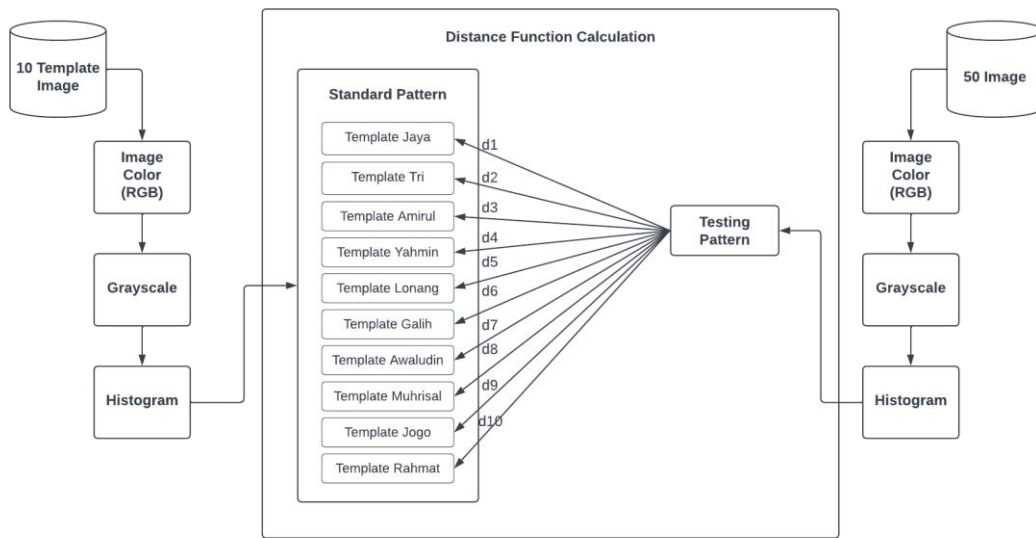 Distance Function Calculation
10 Template
Image
Image
Color
(RGB)
Grayscale
Histogram
Standard Pattern
Template Jaya
Template Tri
Template Amirul
Template Yahmin
Template Lonang
Template Galih
Template Awaludin
Template Muhrisal
Template Jogo
Template Rahmat
d1
d2
d3
d4
d5
d6
d7
d8
d9
d10
Testing
Pattern
50 Image
Image
Color
(RGB)
Grayscale
Histogram